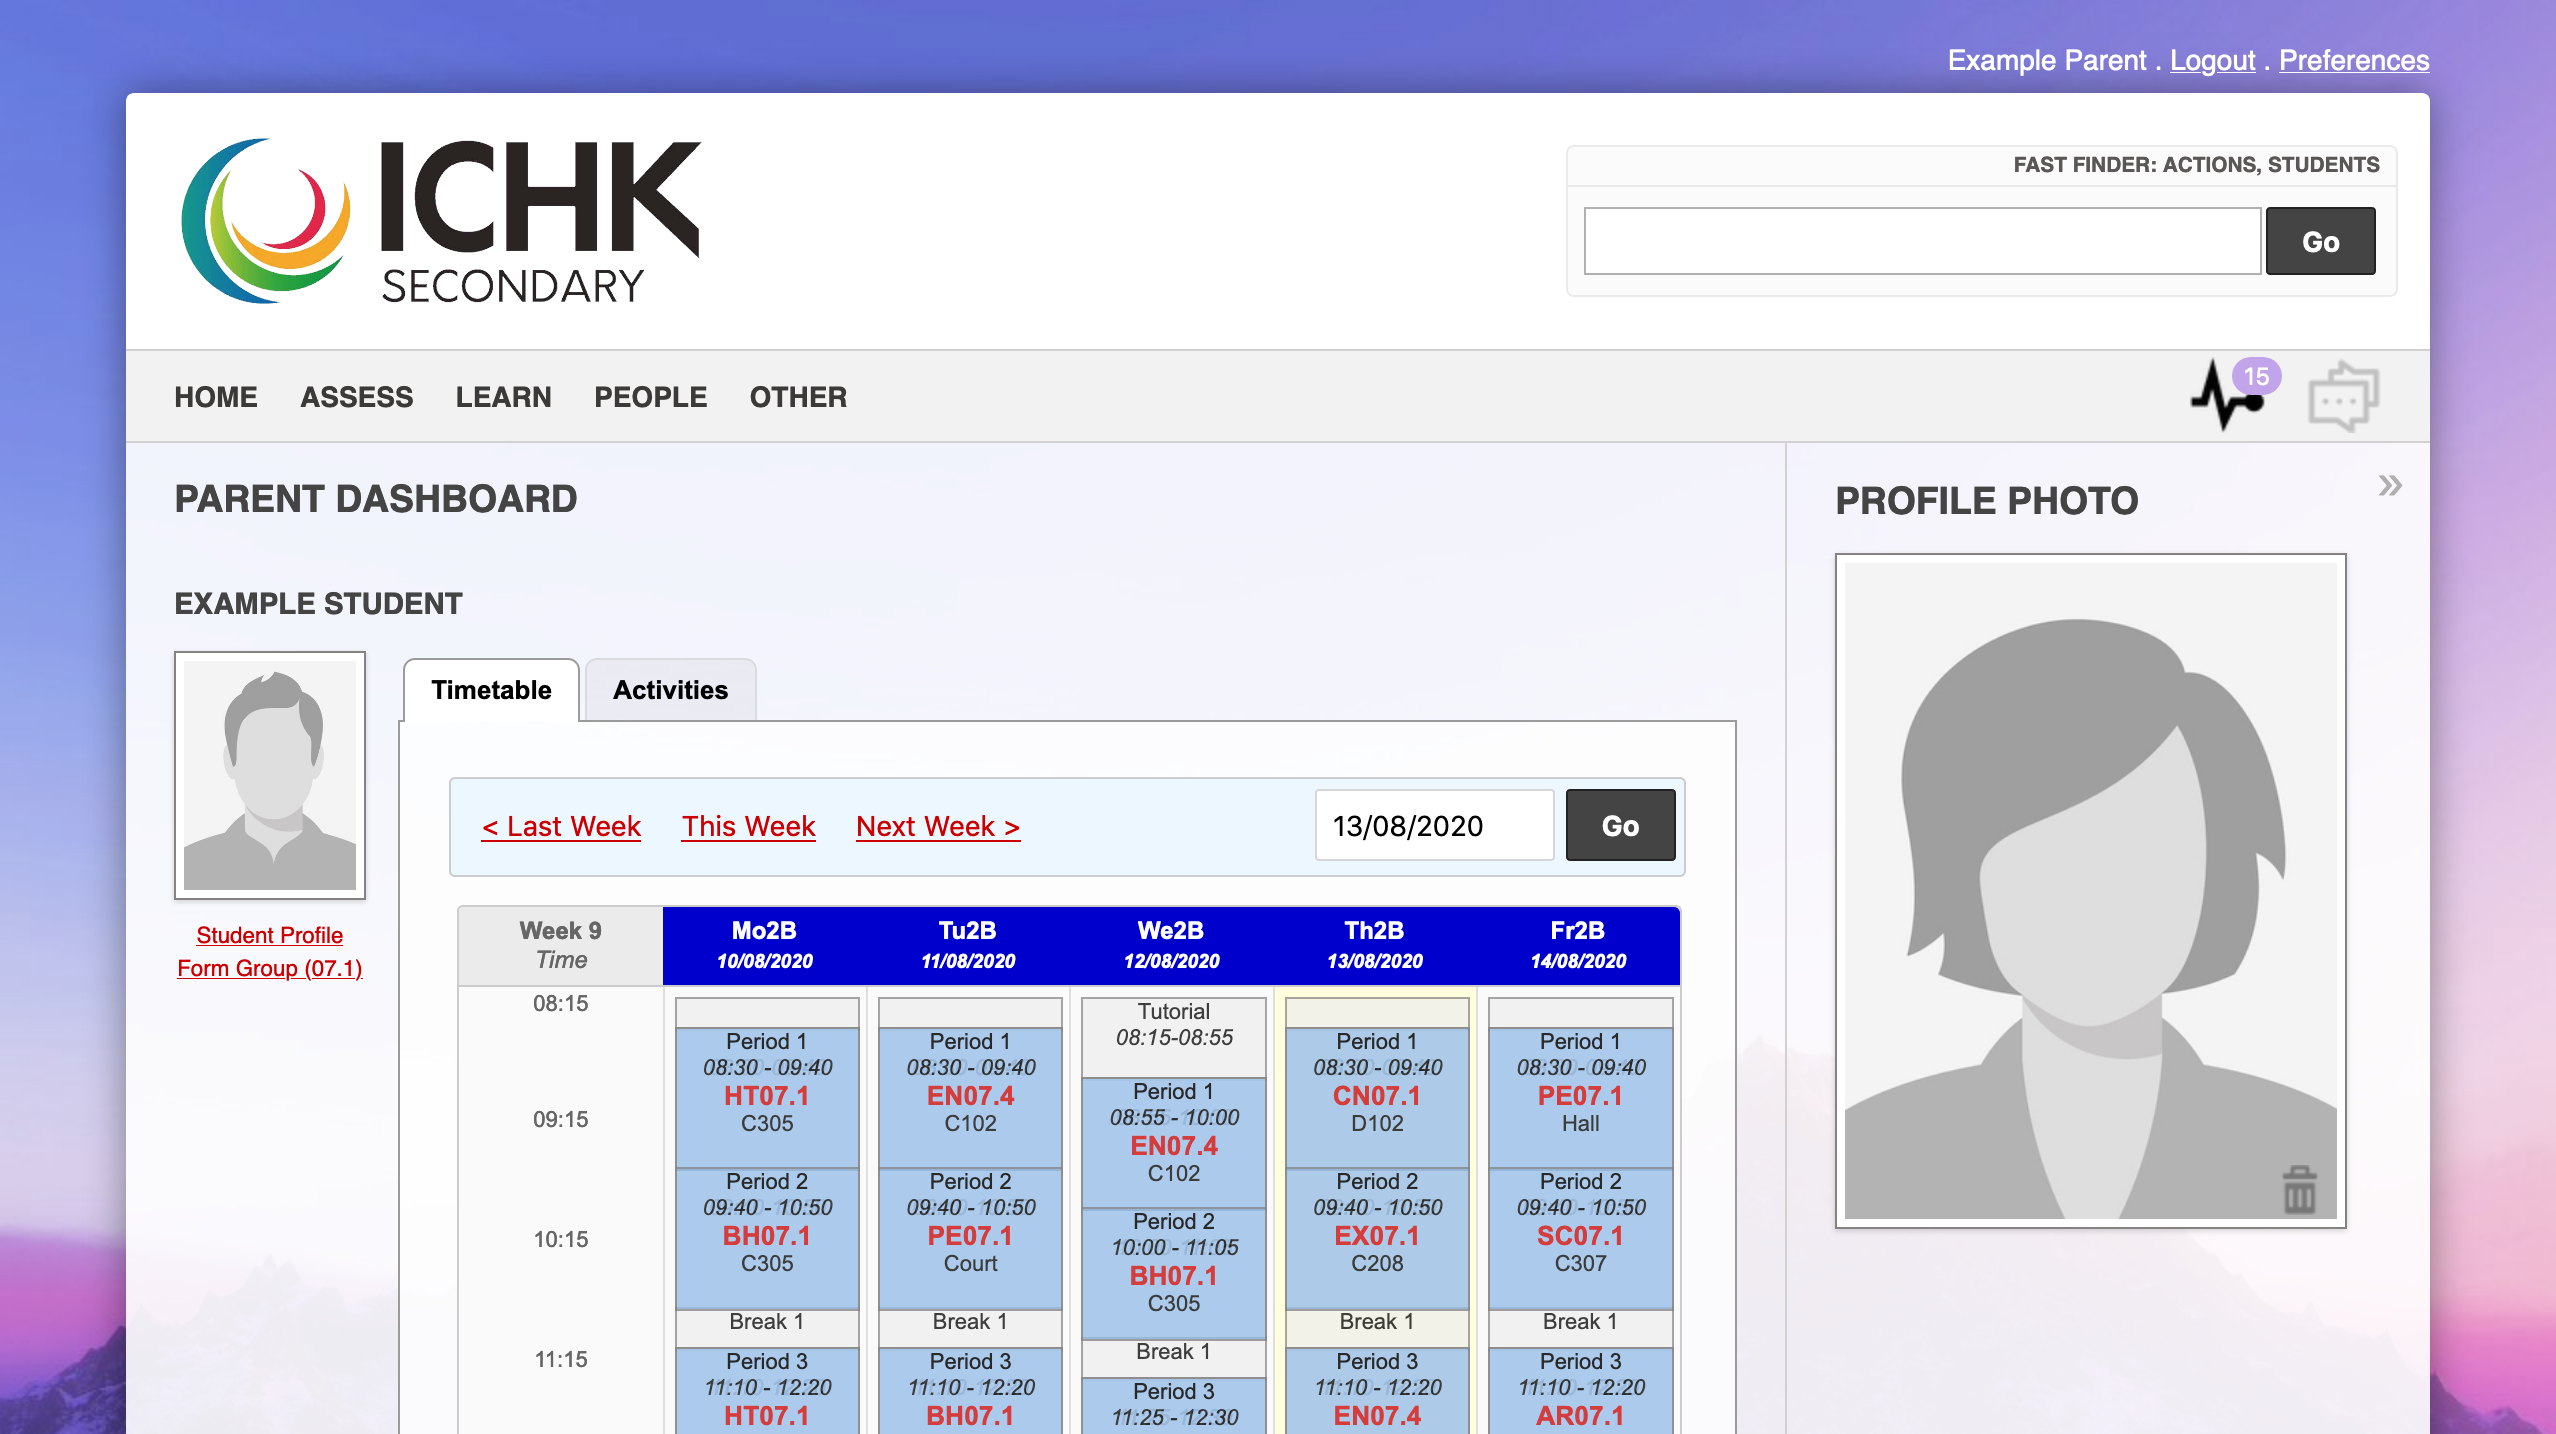 Example Parent . Logout . Preferences
ICHK
SECONDARY
FAST FINDER: ACTIONS, STUDENTS
Go
HOME ASSESS LEARN PEOPLE OTHER
15
PARENT DASHBOARD
PROFILE PHOTO
»
EXAMPLE STUDENT
Timetable Activities
< Last Week This Week Next Week > 13/08/2020 Go
Student Profile
Form Group (07.1)
Week 9 Mo2B Tu2B We2B Th2B Fr2B
Time 10/08/2020 11/08/2020 12/08/2020 13/08/2020 14/08/2020
08:15
09:15
10:15
11:15
Period 1
08:30 - 09:40
HT07.1
C305
Period 2
09:40 - 10:50
BH07.1
C305
Break 1
Period 3
11:10 - 12:20
HT07.1
Period 1
08:30 - 09:40
EN07.4
C102
Period 2
09:40 - 10:50
PE07.1
Court
Break 1
Period 3
11:10 - 12:20
BH07.1
Tutorial
08:15-08:55
Period 1
08:55 - 10:00
EN07.4
C102
Period 2
10:00 - 11:05
BH07.1
C305
Break 1
Period 3
11:25 - 12:30
Period 1
08:30 - 09:40
CN07.1
D102
Period 2
09:40 - 10:50
EX07.1
C208
Break 1
Period 3
11:10 - 12:20
EN07.4
Period 1
08:30 - 09:40
PE07.1
Hall
Period 2
09:40 - 10:50
SC07.1
C307
Break 1
Period 3
11:10 - 12:20
AR07.1